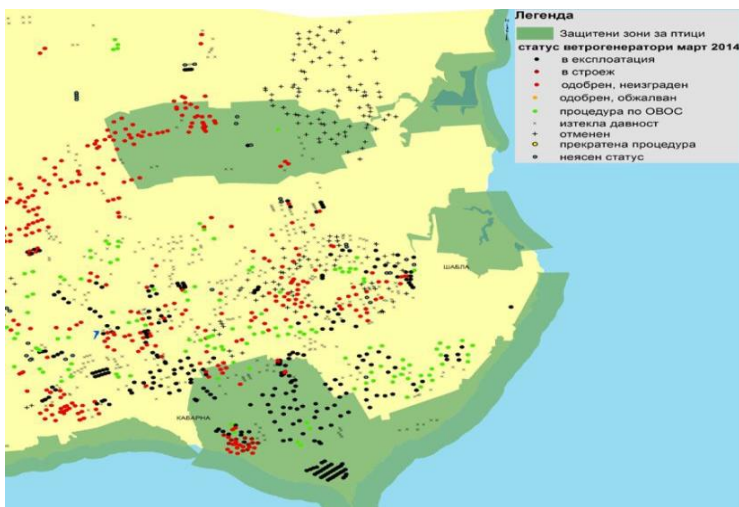 Легенда
Защитени зони за птици
статус ветрогенератори март 2014
в експлоатация
в строеж
одобрен, неизграден
одобрен, обжалван
процедура по ОВОС
изтекла давност
отменен
прекратена процедура
неясен статус
ШАБЛА
КАВАРНА